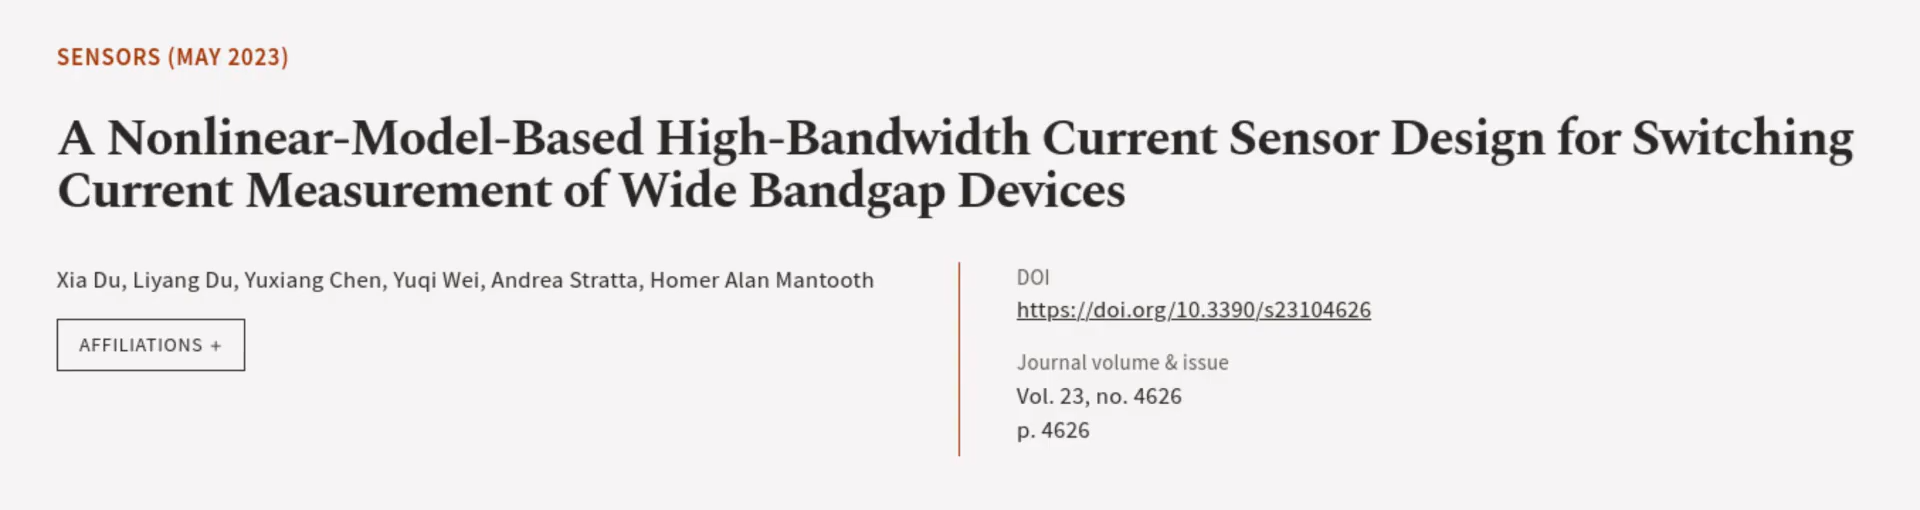 SENSORS (MAY 2023)
A Nonlinear-Model-Based High-Bandwidth Current Sensor Design for Switching
Current Measurement of Wide Bandgap Devices
Xia Du, Liyang Du, Yuxiang Chen, Yuqi Wei, Andrea Stratta, Homer Alan Mantooth
AFFILIATIONS +
DOI
https://doi.org/10.3390/s23104626
Journal volume & issue
Vol. 23, no. 4626
p. 4626